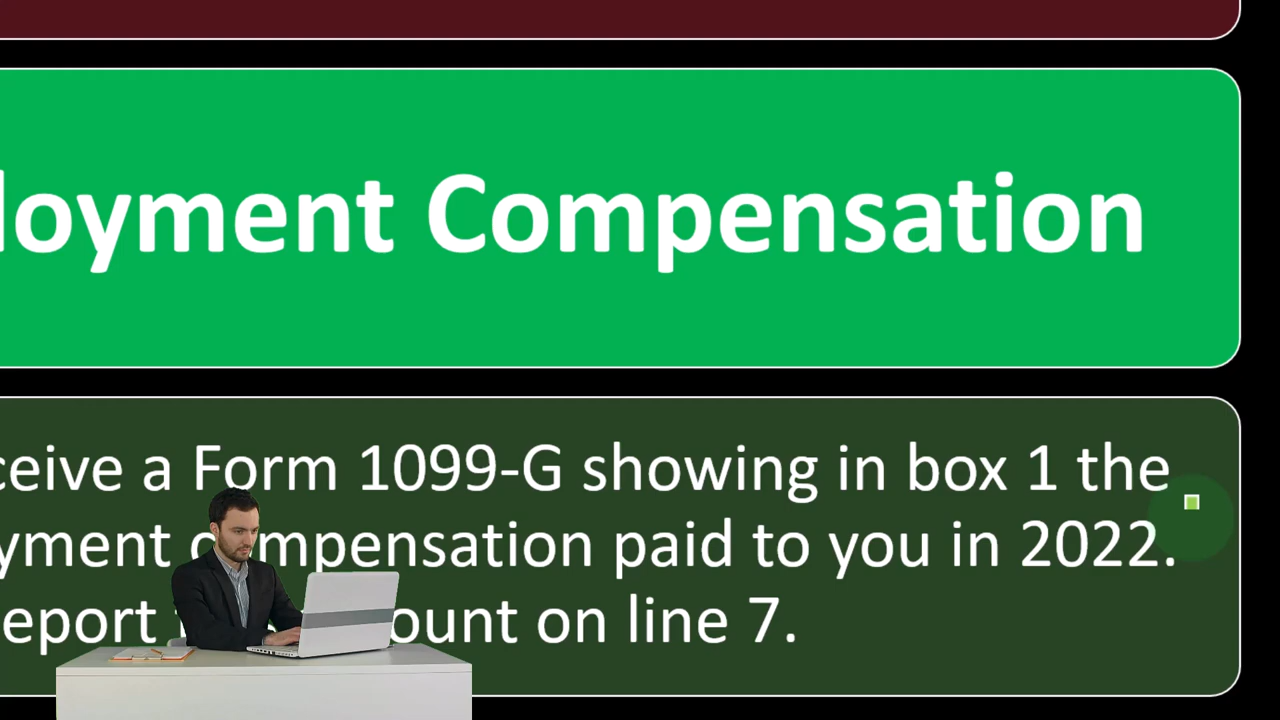 loyment Compensation
ceive a Form 1099-G showing in box 1 the
yment compensation paid to you in 2022.
eport ount on line 7.